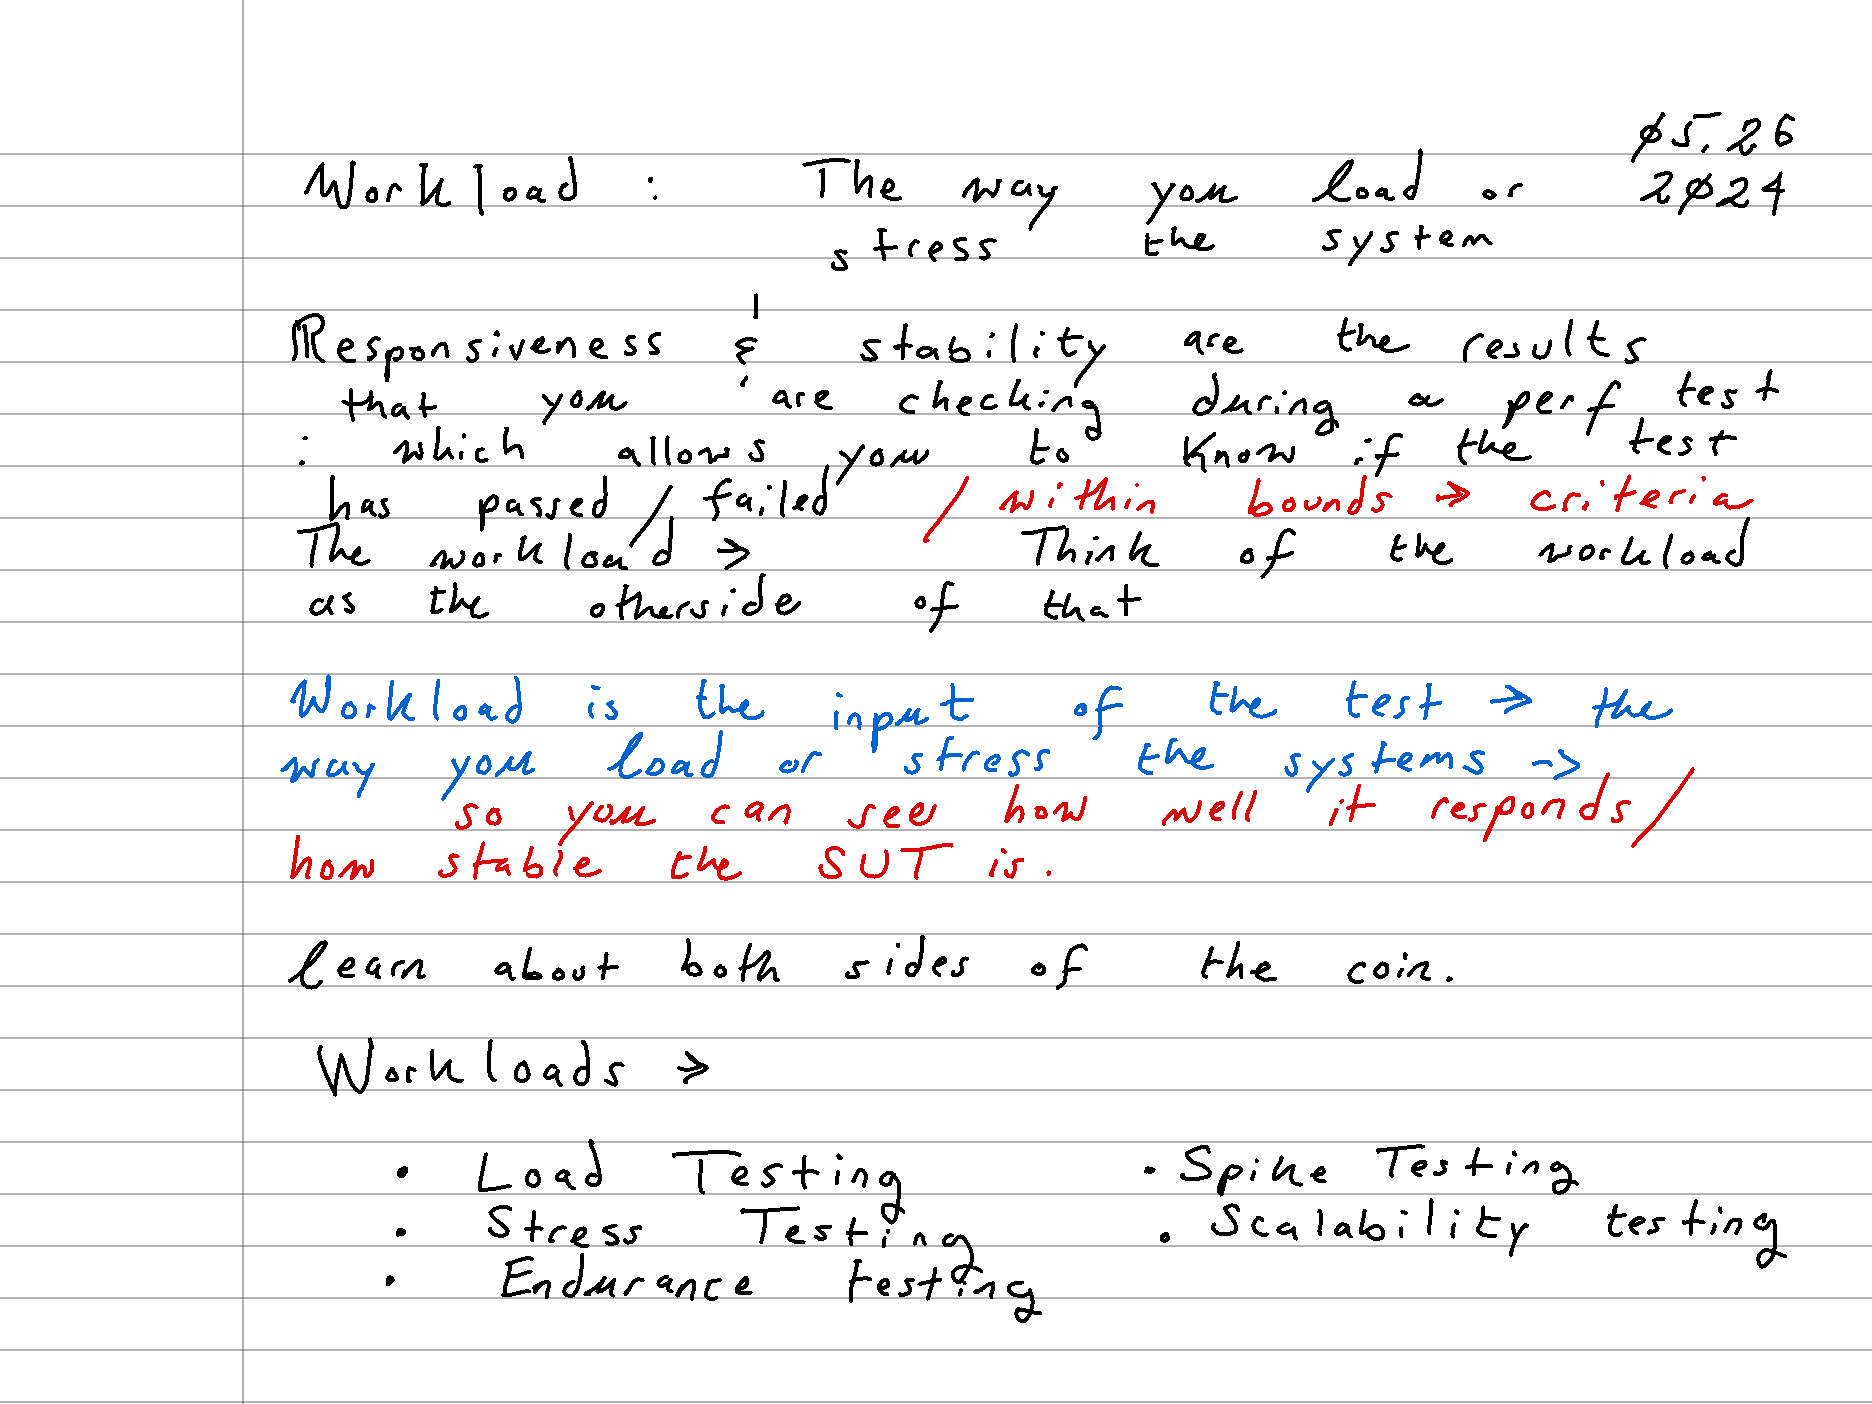 ø5.26
Workload : The way you load or 2ø24
stress the system
Responsiveness & stability are the results
that you are checking during a perf test
: which allows you to know if the test
has passed / failed / within bounds → criteria
The workload → Think of the workload
as the otherside of that
Workload is the input of the test → the
way you load or stress the systems →
so you can see how well it responds /
how stable the SUT is.
learn about both sides of the coin.
Workloads →
• Load Testing • Spike Testing
• Stress Testing • Scalability testing
• Endurance testing